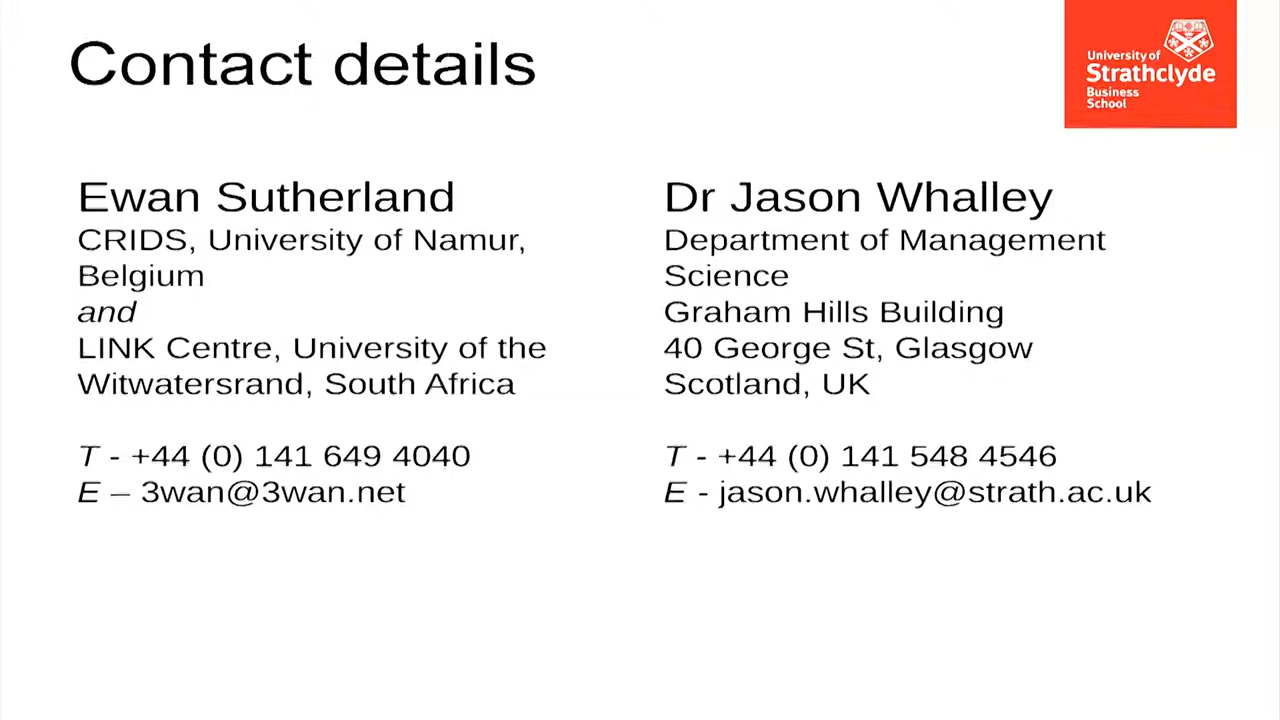 Contact details
University of
Strathclyde
Business
School
Ewan Sutherland
CRIDS, University of Namur,
Belgium
and
LINK Centre, University of the
Witwatersrand, South Africa
T - +44 (0) 141 649 4040
E – 3wan@3wan.net
Dr Jason Whalley
Department of Management
Science
Graham Hills Building
40 George St, Glasgow
Scotland, UK
T - +44 (0) 141 548 4546
E - jason.whalley@strath.ac.uk